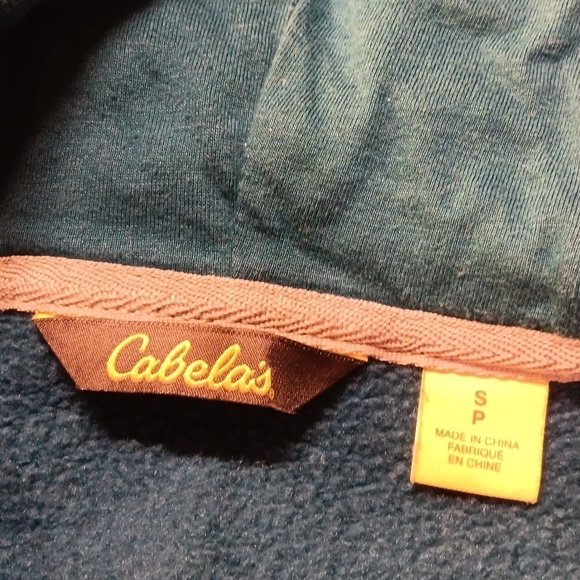 Cabela's
S
P
MADE IN CHINA
FABRIQUÉ
EN CHINE